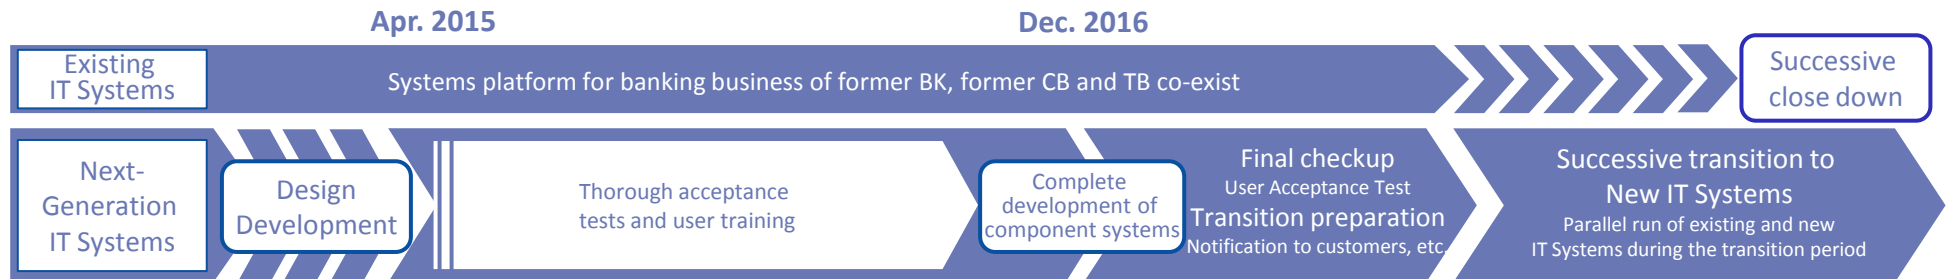 Apr. 2015
Dec. 2016
Existing
IT Systems
Systems platform for banking business of former BK, former CB and TB co-exist
Successive
close down
Next-
Generation
IT Systems
Design
Development
Thorough acceptance
tests and user training
Complete
development of
component systems
Final checkup
User Acceptance Test
Transition preparation
Notification to customers, etc.
Successive transition to
New IT Systems
Parallel run of existing and new
IT Systems during the transition period